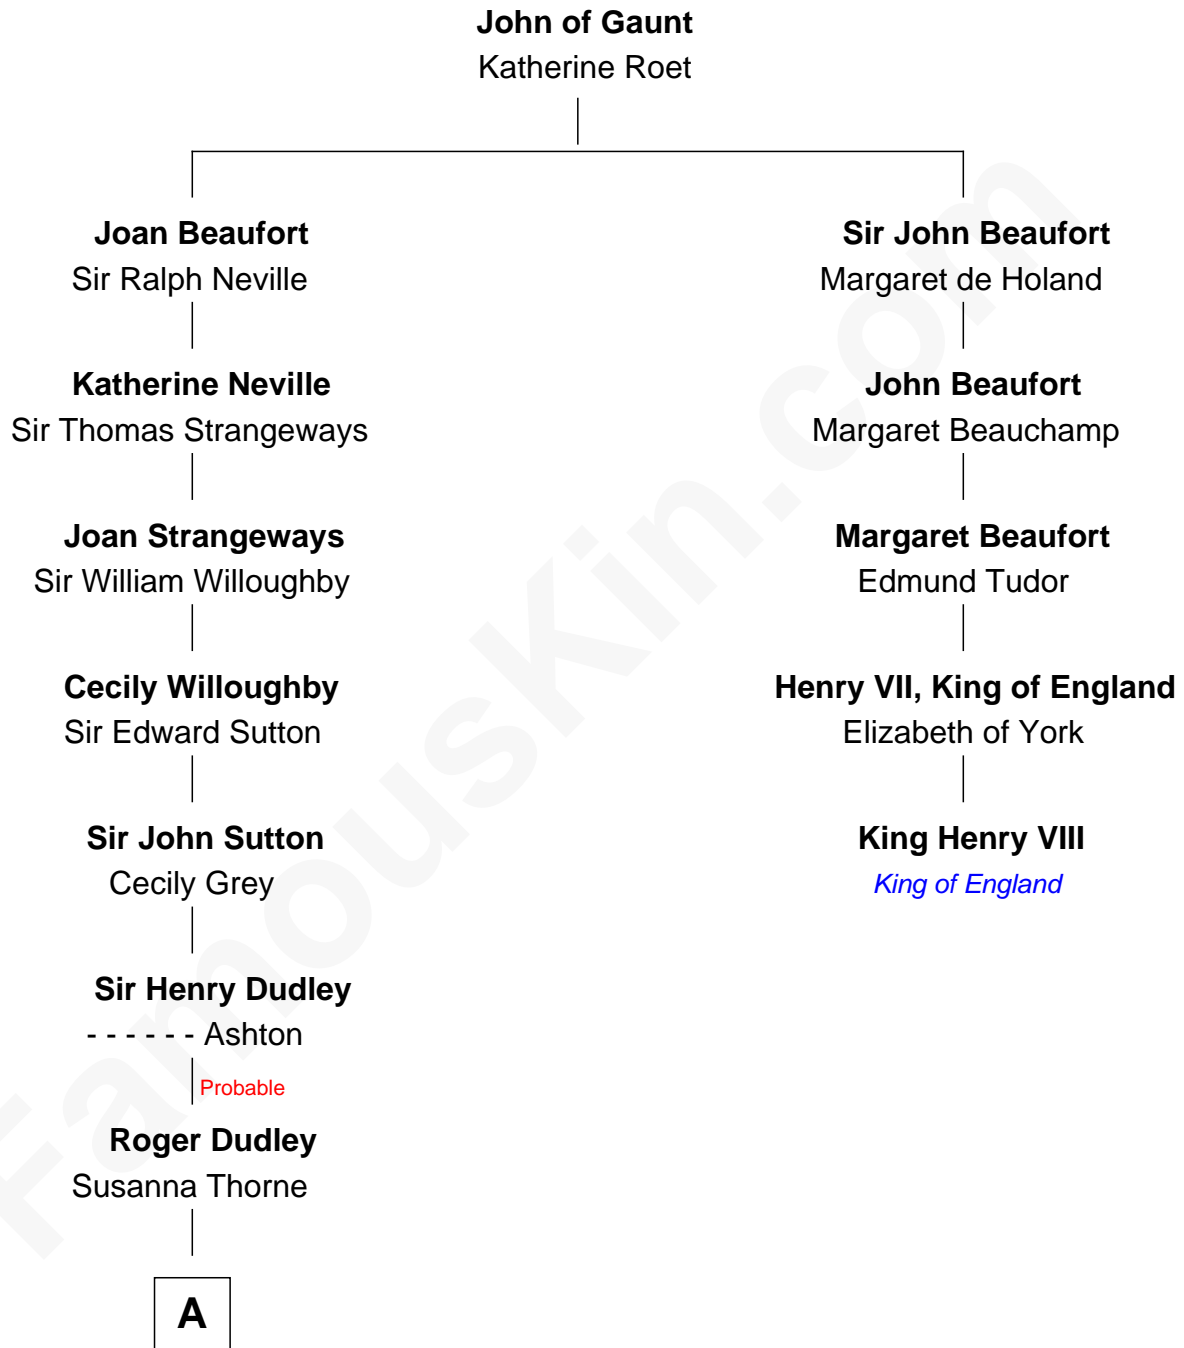 John of Gaunt
Katherine Roet
Joan Beaufort
Sir Ralph Neville
Katherine Neville
Sir Thomas Strangeways
Joan Strangeways
Sir William Willoughby
Cecily Willoughby
Sir Edward Sutton
Sir John Sutton
Cecily Grey
Sir Henry Dudley
- - - - - - Ashton
Probable
Roger Dudley
Susanna Thorne
A
Sir John Beaufort
Margaret de Holand
John Beaufort
Margaret Beauchamp
Margaret Beaufort
Edmund Tudor
Henry VII, King of England
Elizabeth of York
King Henry VIII
King of England
FamousKin.com